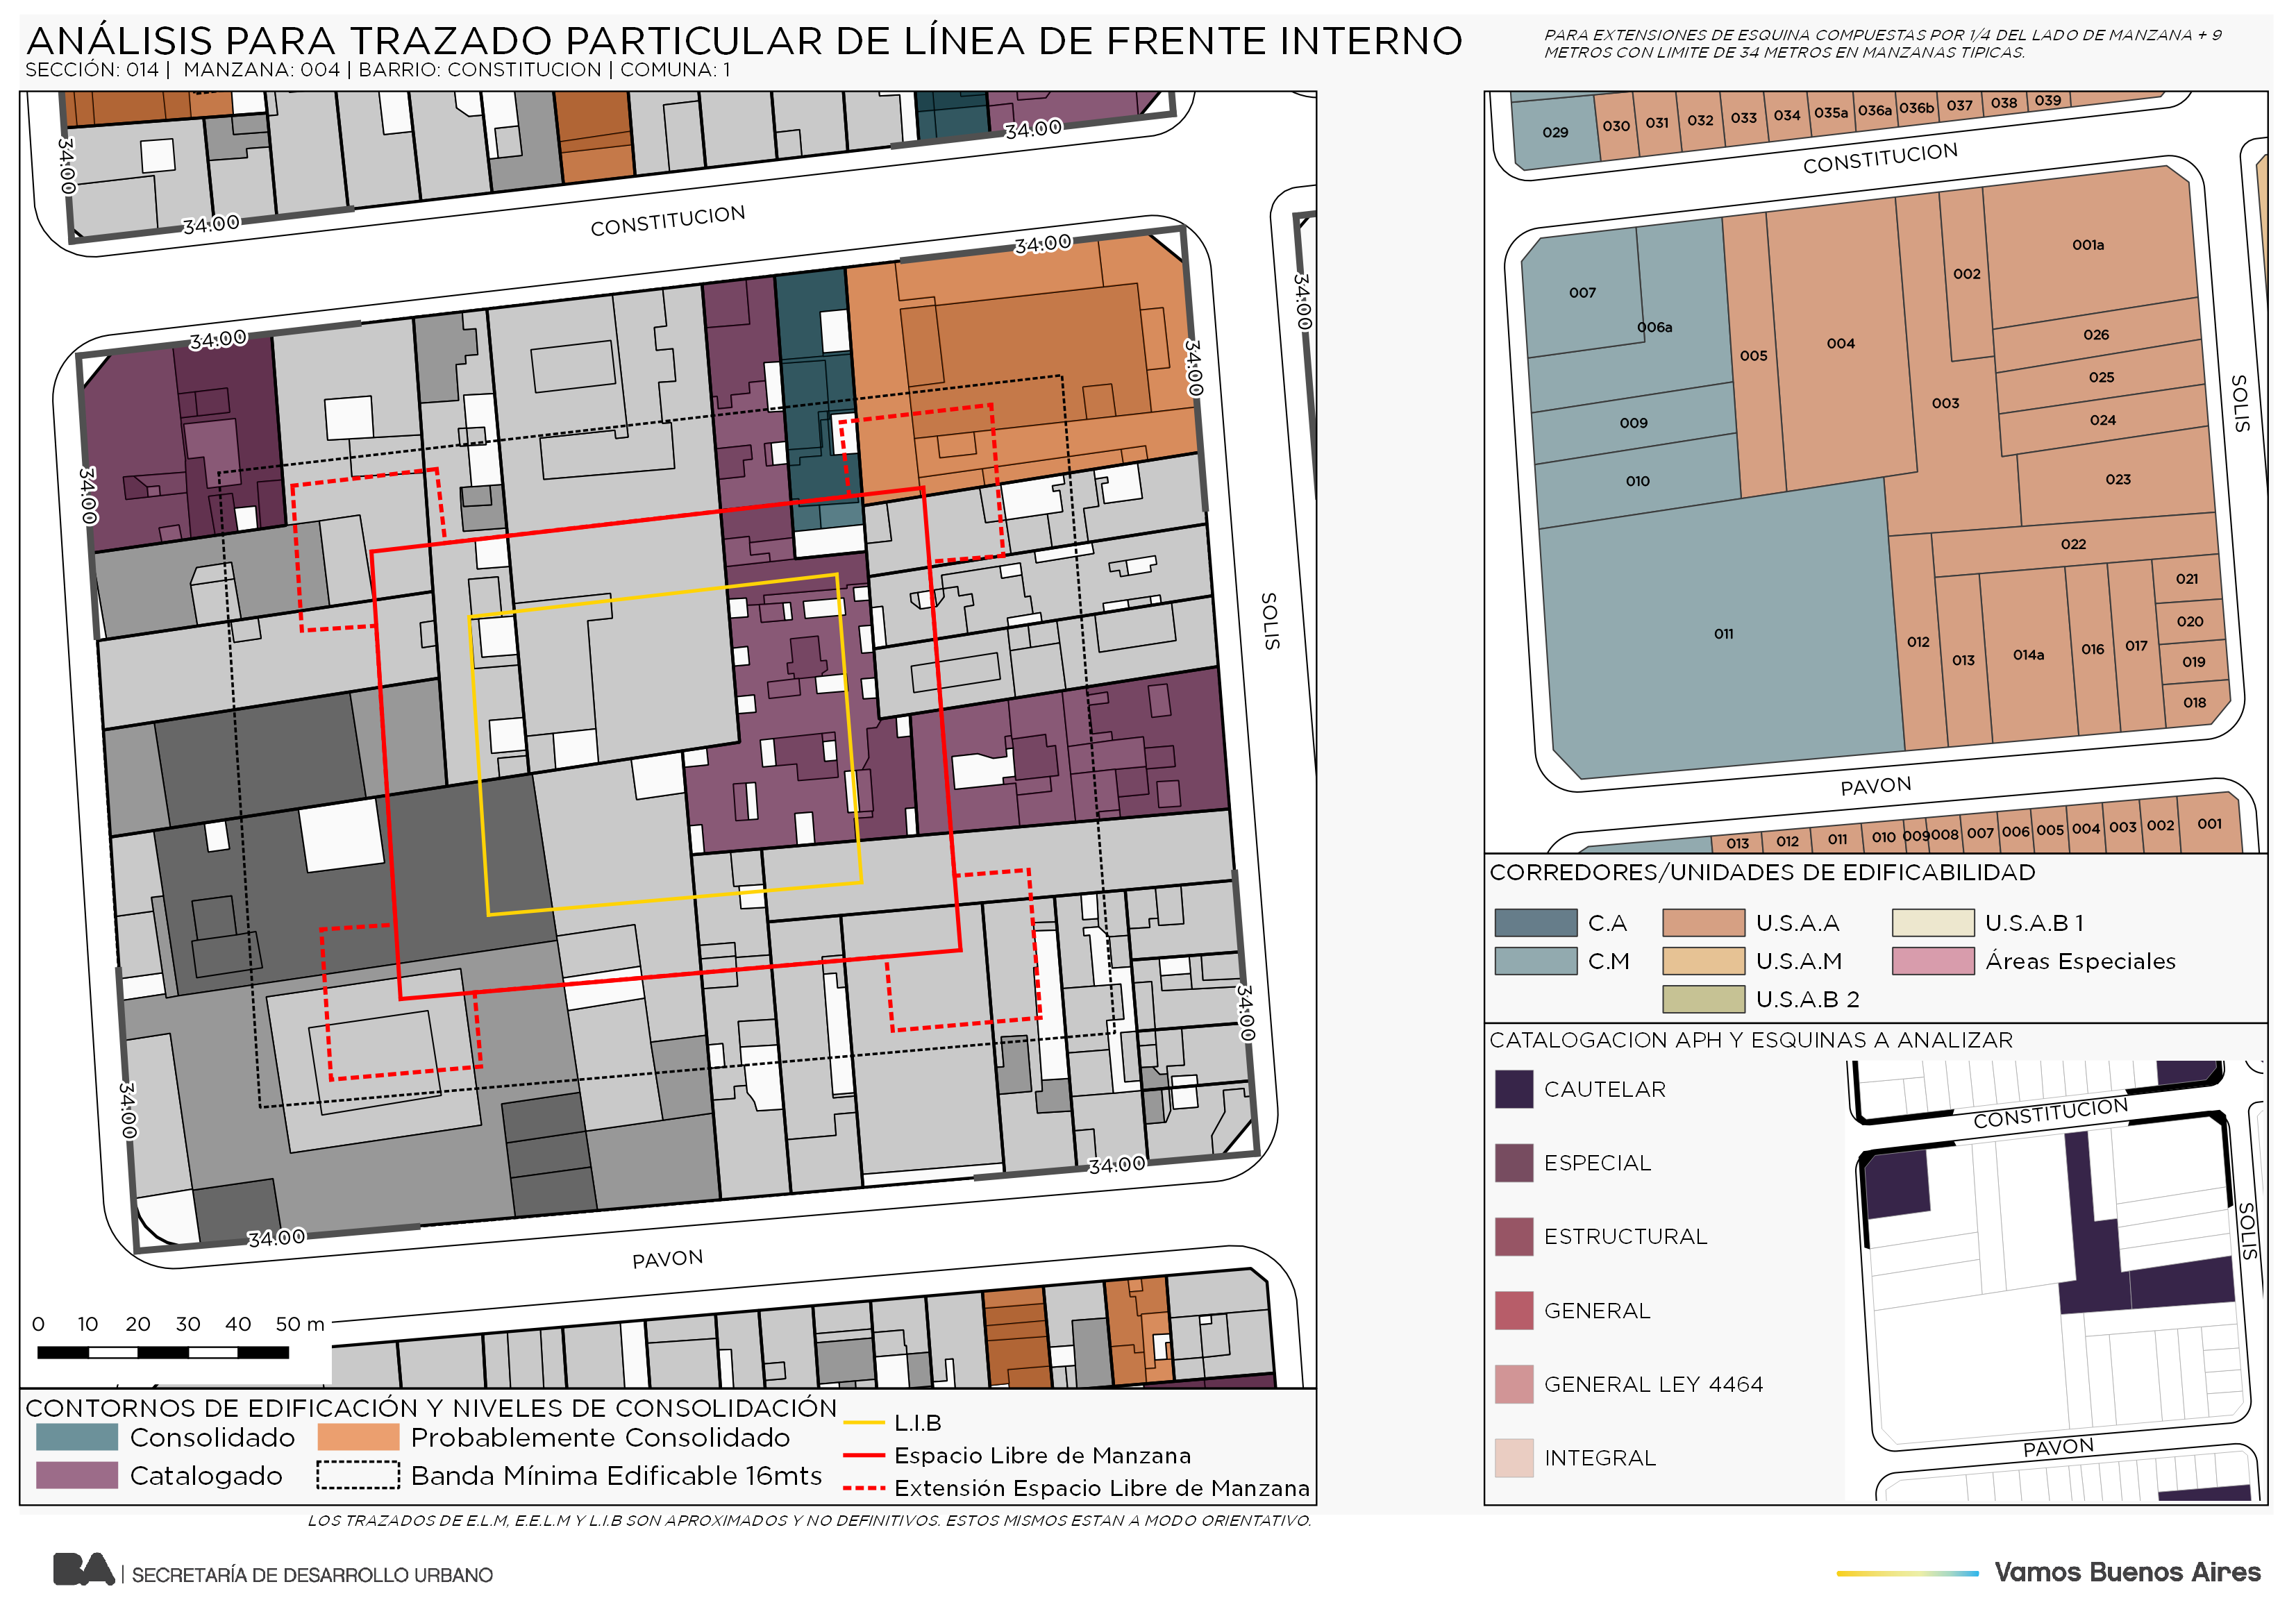 ANÁLISIS PARA TRAZADO PARTICULAR DE LÍNEA DE FRENTE INTERNO
SECCIÓN: 014 | MANZANA: 004 | BARRIO: CONSTITUCION | COMUNA: 1
PARA EXTENSIONES DE ESQUINA COMPUESTAS POR 1/4 DEL LADO DE MANZANA + 9
METROS CON LIMITE DE 34 METROS EN MANZANAS TIPICAS.
34.00
34.00
34.00
CONSTITUCION
34.00
34.00
34.00
34.00
34.00
SOLIS
34.00
34.00
34.00
34.00
PAVON
0 10 20 30 40 50 m
CONTORNOS DE EDIFICACIÓN Y NIVELES DE CONSOLIDACIÓN
Consolidado
Probablemente Consolidado
Catalogado
Banda Mínima Edificable 16mts
L.I.B
Espacio Libre de Manzana
Extensión Espacio Libre de Manzana
LOS TRAZADOS DE E.L.M, E.E.L.M Y L.I.B SON APROXIMADOS Y NO DEFINITIVOS. ESTOS MISMOS ESTAN A MODO ORIENTATIVO.
029 030 031 032 033 034 035a 036a 036b 037 038 039
CONSTITUCION
007
006a
005
004
002
001a
003
026
025
024
009
010
023
022
011
012
013
014a
016
017
021
020
019
018
SOLIS
PAVON
013 012 011 010 009 008 007 006 005 004 003 002 001
CORREDORES/UNIDADES DE EDIFICABILIDAD
C.A
U.S.A.A
U.S.A.B 1
C.M
U.S.A.M
Áreas Especiales
U.S.A.B 2
CATALOGACION APH Y ESQUINAS A ANALIZAR
CAUTELAR
ESPECIAL
ESTRUCTURAL
GENERAL
GENERAL LEY 4464
INTEGRAL
CONSTITUCION
SOLIS
PAVON
BA | SECRETARÍA DE DESARROLLO URBANO
Vamos Buenos Aires